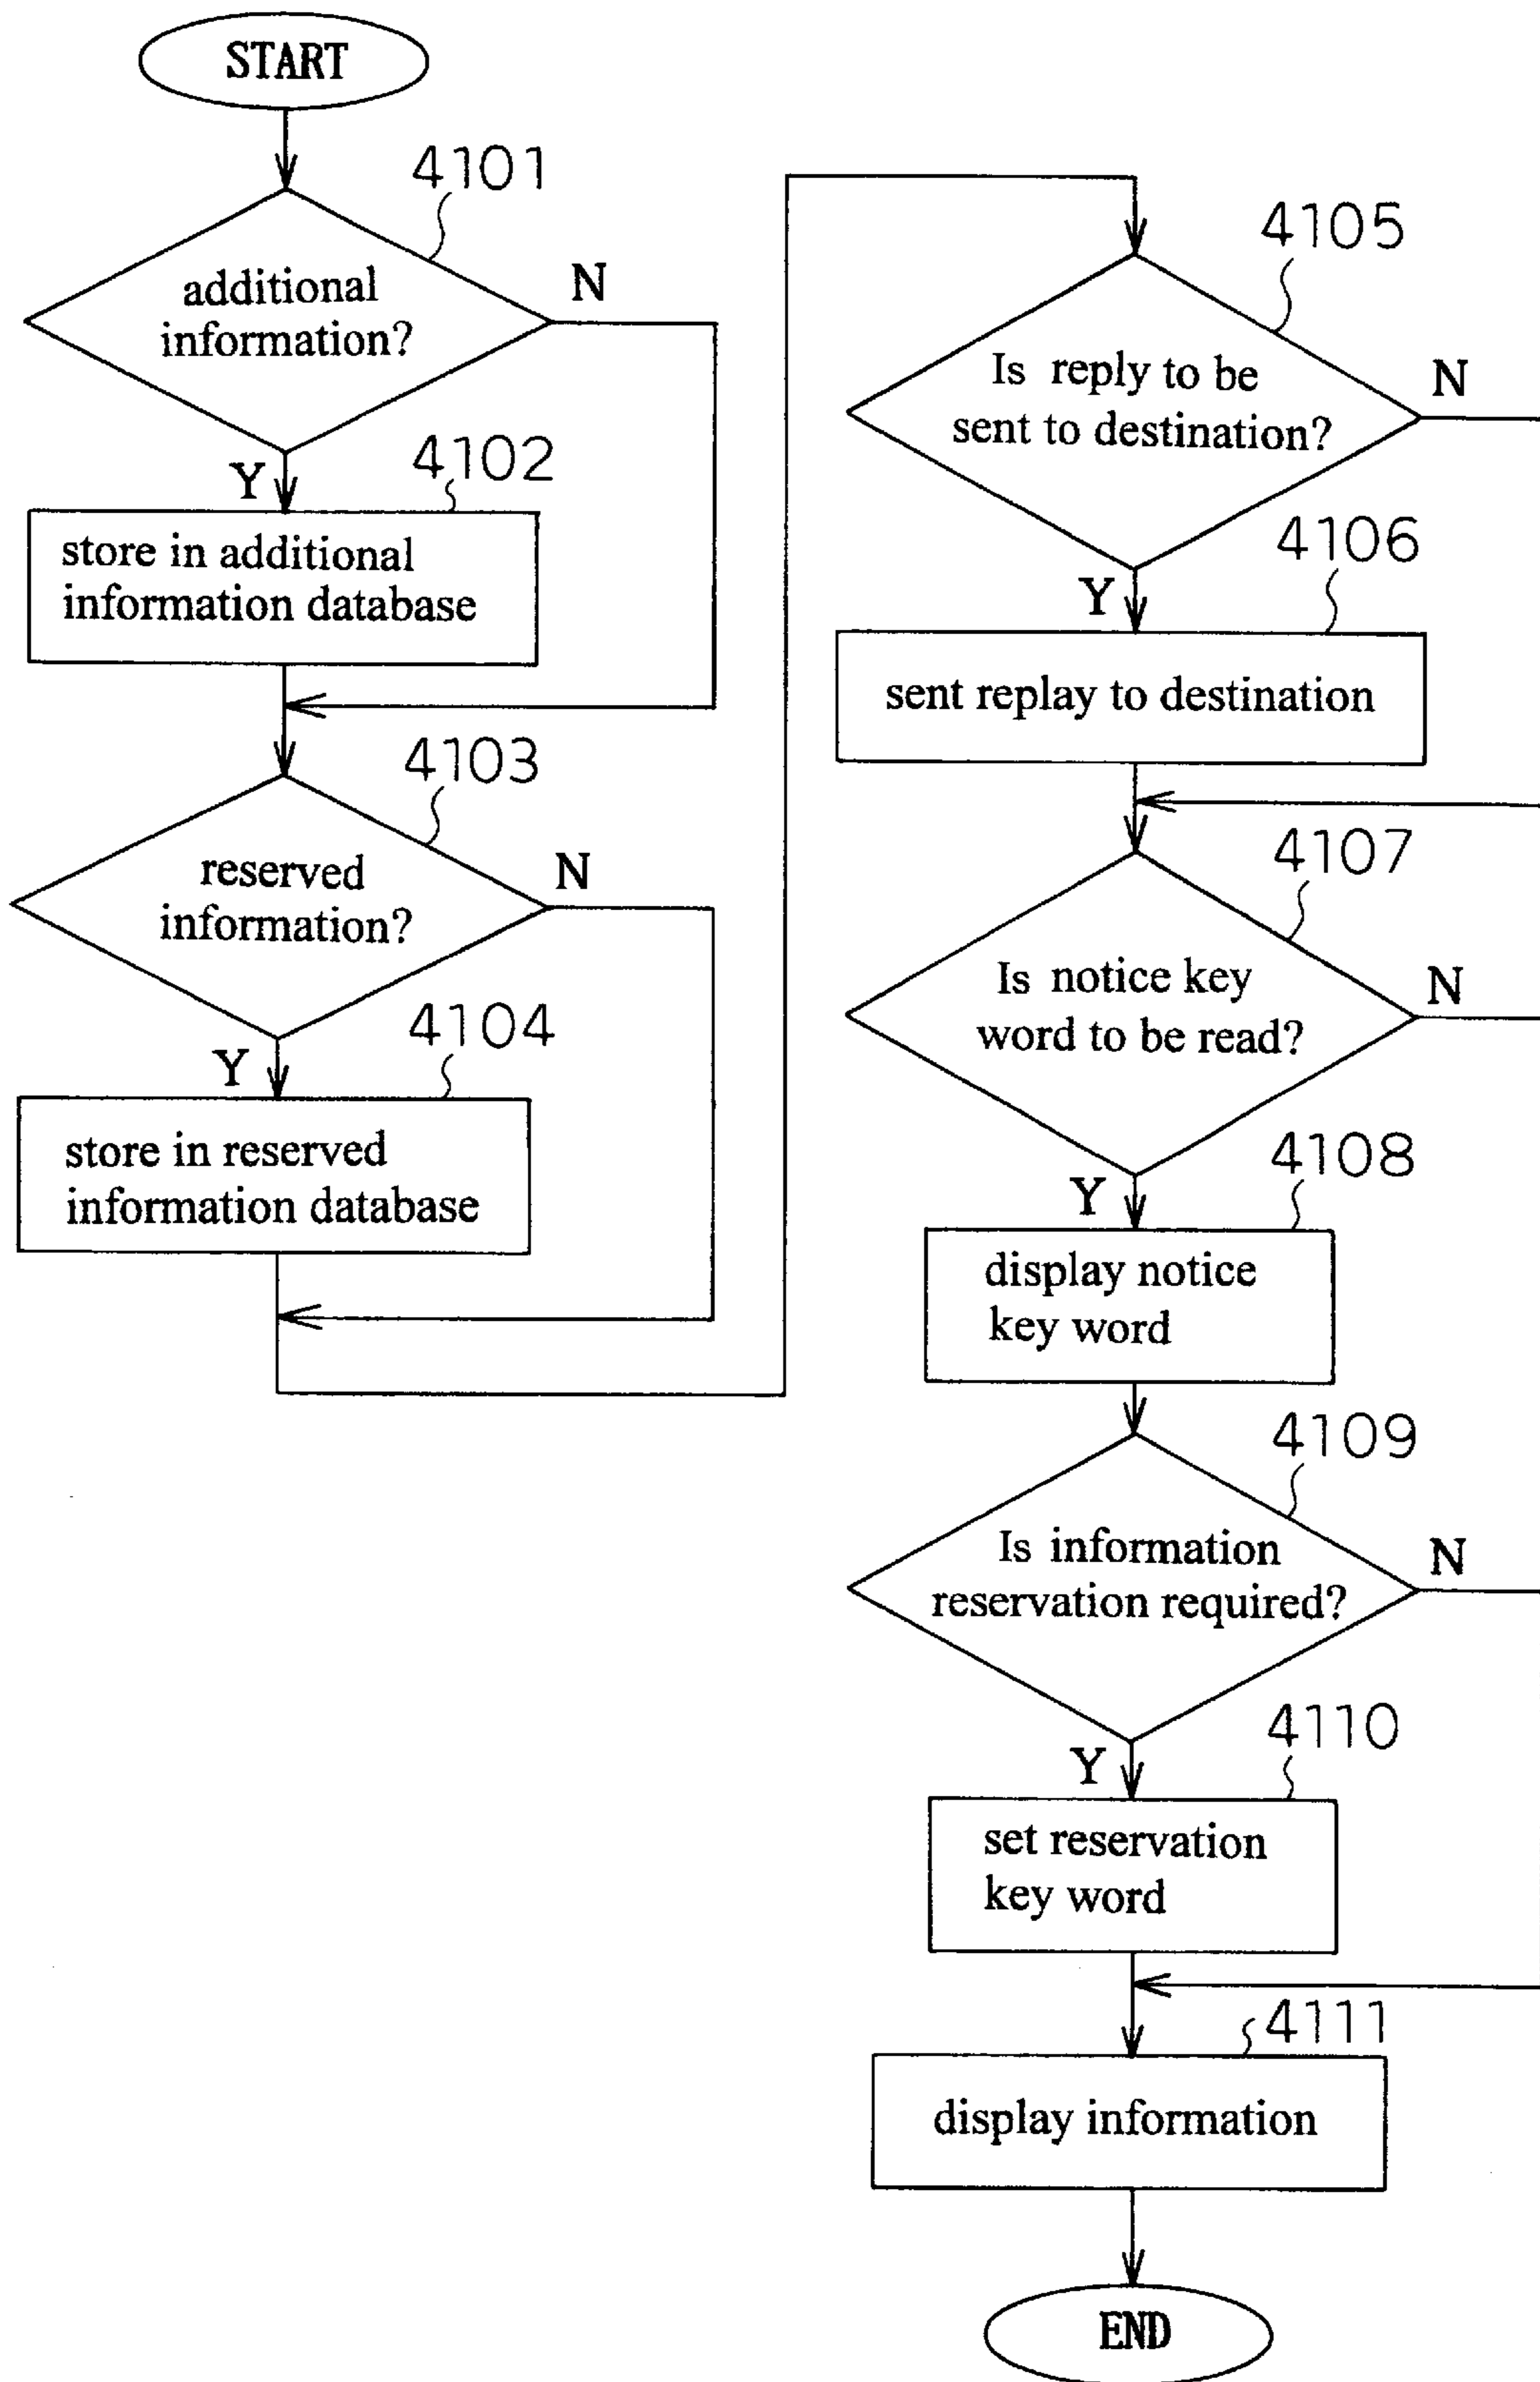 START
4101
additional
information?
N
Y
4102
store in additional
information database
4103
reserved
information?
N
Y
4104
store in reserved
information database
4105
Is reply to be
sent to destination?
N
Y
4106
sent replay to destination
4107
Is notice key
word to be read?
N
Y
4108
display notice
key word
4109
Is information
reservation required?
N
Y
4110
set reservation
key word
4111
display information
END